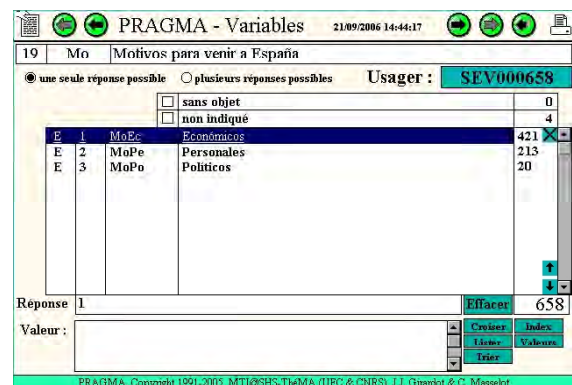 PRAGMA - Variables 21/09/2006 14:44:17
19 Mo Motivos para venir a España
une seule réponse possible plusieurs réponses possibles Usager : SEV000658
sans objet 0
non indiqué 4
E 1 MoEc Económicos 421
E 2 MoPe Personales 213
E 3 MoPo Políticos 20
Réponse 1 Effacer 658
Valeur : Croiser Index
Lister Valeurs
Trier
PRAGMA, Copyright 1991-2005, MTI@SHS-ThéMA (UFC & CNRS), J.J. Girardot & C. Masselot